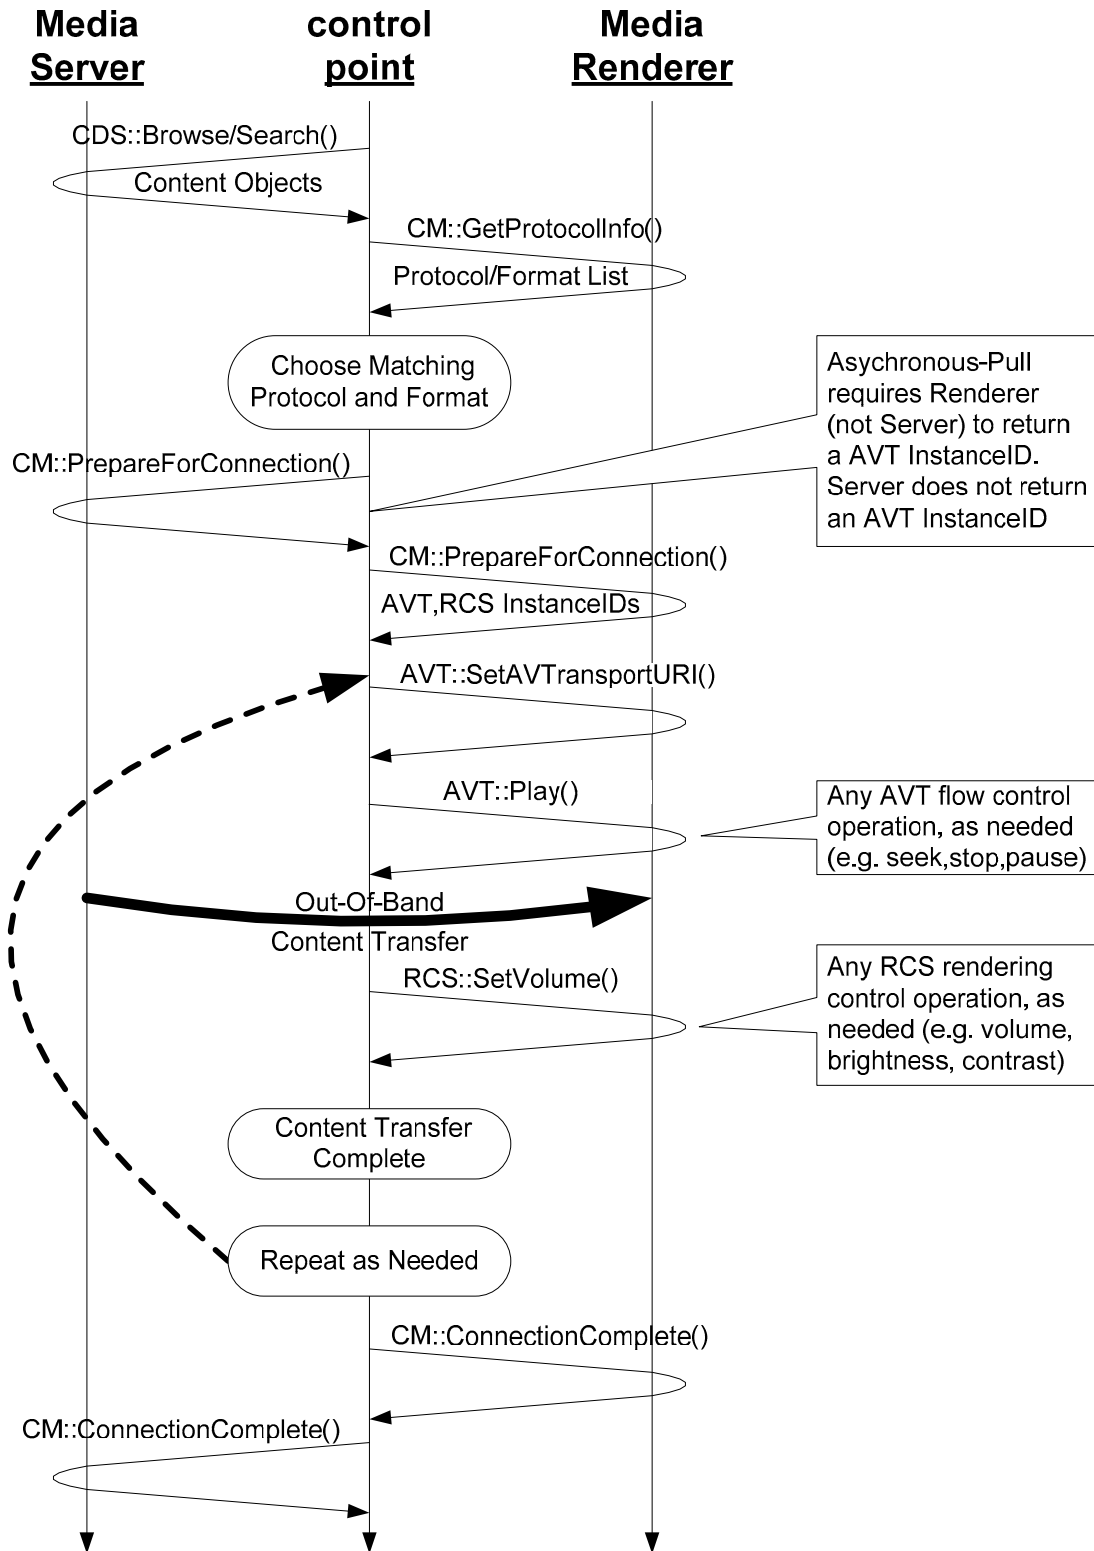 Media
Server
control
point
Media
Renderer
CDS::Browse/Search()
Content Objects
CM::GetProtocolInfo()
Protocol/Format List
Choose Matching
Protocol and Format
Asychronous-Pull
requires Renderer
(not Server) to return
a AVT InstanceID.
Server does not return
an AVT InstanceID
CM::PrepareForConnection()
CM::PrepareForConnection()
AVT,RCS InstanceIDs
AVT::SetAVTransportURI()
AVT::Play()
Any AVT flow control
operation, as needed
(e.g. seek,stop,pause)
Out-Of-Band
Content Transfer
RCS::SetVolume()
Any RCS rendering
control operation, as
needed (e.g. volume,
brightness, contrast)
Content Transfer
Complete
Repeat as Needed
CM::ConnectionComplete()
CM::ConnectionComplete()